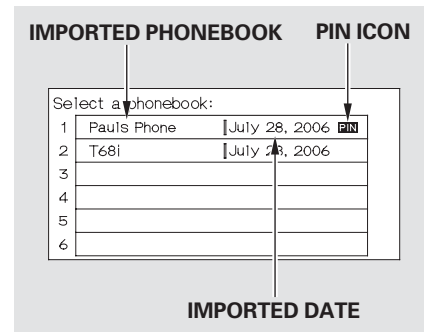 IMPORTED PHONEBOOK PIN ICON
Select a phonebook:
1 Pauls Phone July 28, 2006 PIN
2 T68i July 28, 2006
3
4
5
6
IMPORTED DATE